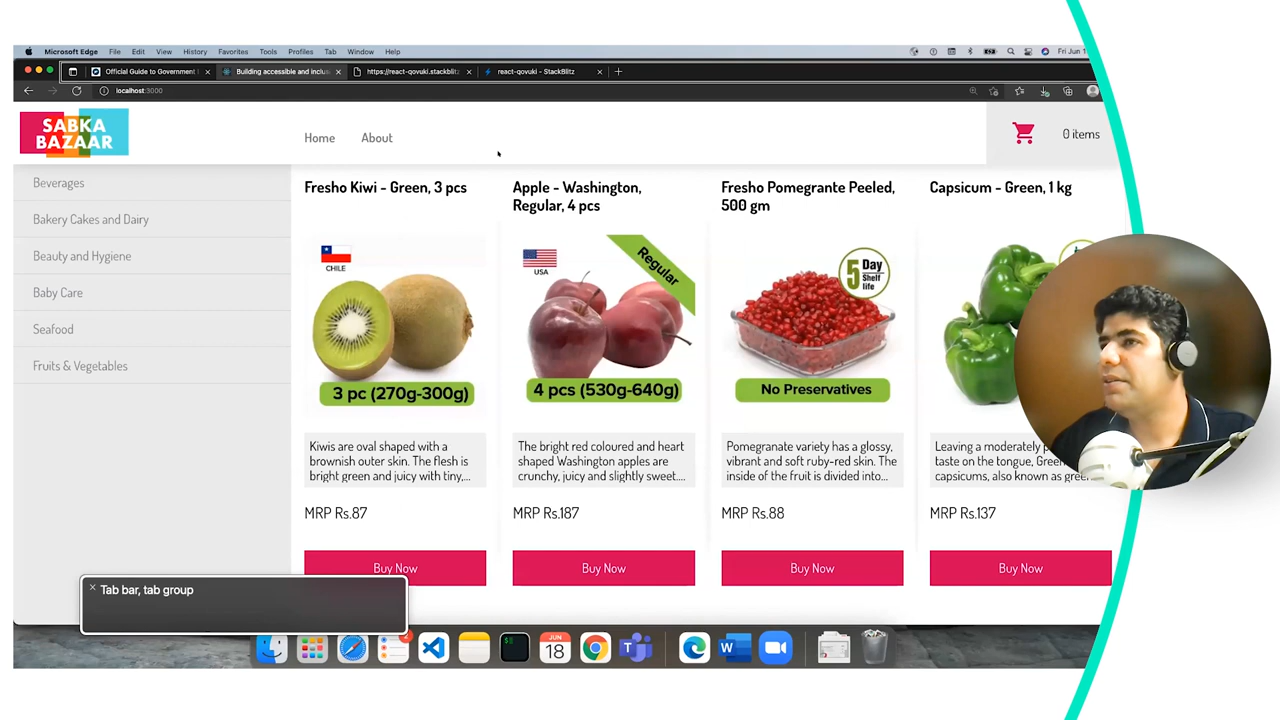 Microsoft Edge File Edit View History Favorites Tools Profiles Tab Window Help
Fri Jun 1
Official Guide to Government
Building accessible and inclus
https://react-qovuki.stackblitz
react-qovuki - StackBlitz
localhost:3000
SABKA
BAZAAR
Home
About
0 items
Beverages
Bakery Cakes and Dairy
Beauty and Hygiene
Baby Care
Seafood
Fruits & Vegetables
Fresho Kiwi - Green, 3 pcs
CHILE
3 pc (270g-300g)
Kiwis are oval shaped with a
brownish outer skin. The flesh is
bright green and juicy with tiny,...
MRP Rs.87
Buy Now
Apple - Washington,
Regular, 4 pcs
USA
Regular
4 pcs (530g-640g)
The bright red coloured and heart
shaped Washington apples are
crunchy, juicy and slightly sweet....
MRP Rs.187
Buy Now
Fresho Pomegrante Peeled,
500 gm
5 Day
Shelf
life
No Preservatives
Pomegranate variety has a glossy,
vibrant and soft ruby-red skin. The
inside of the fruit is divided into...
MRP Rs.88
Buy Now
Capsicum - Green, 1 kg
Leaving a moderately
taste on the tongue, Green
capsicums, also known as
MRP Rs.137
Buy Now
Tab bar, tab group
JUN
18